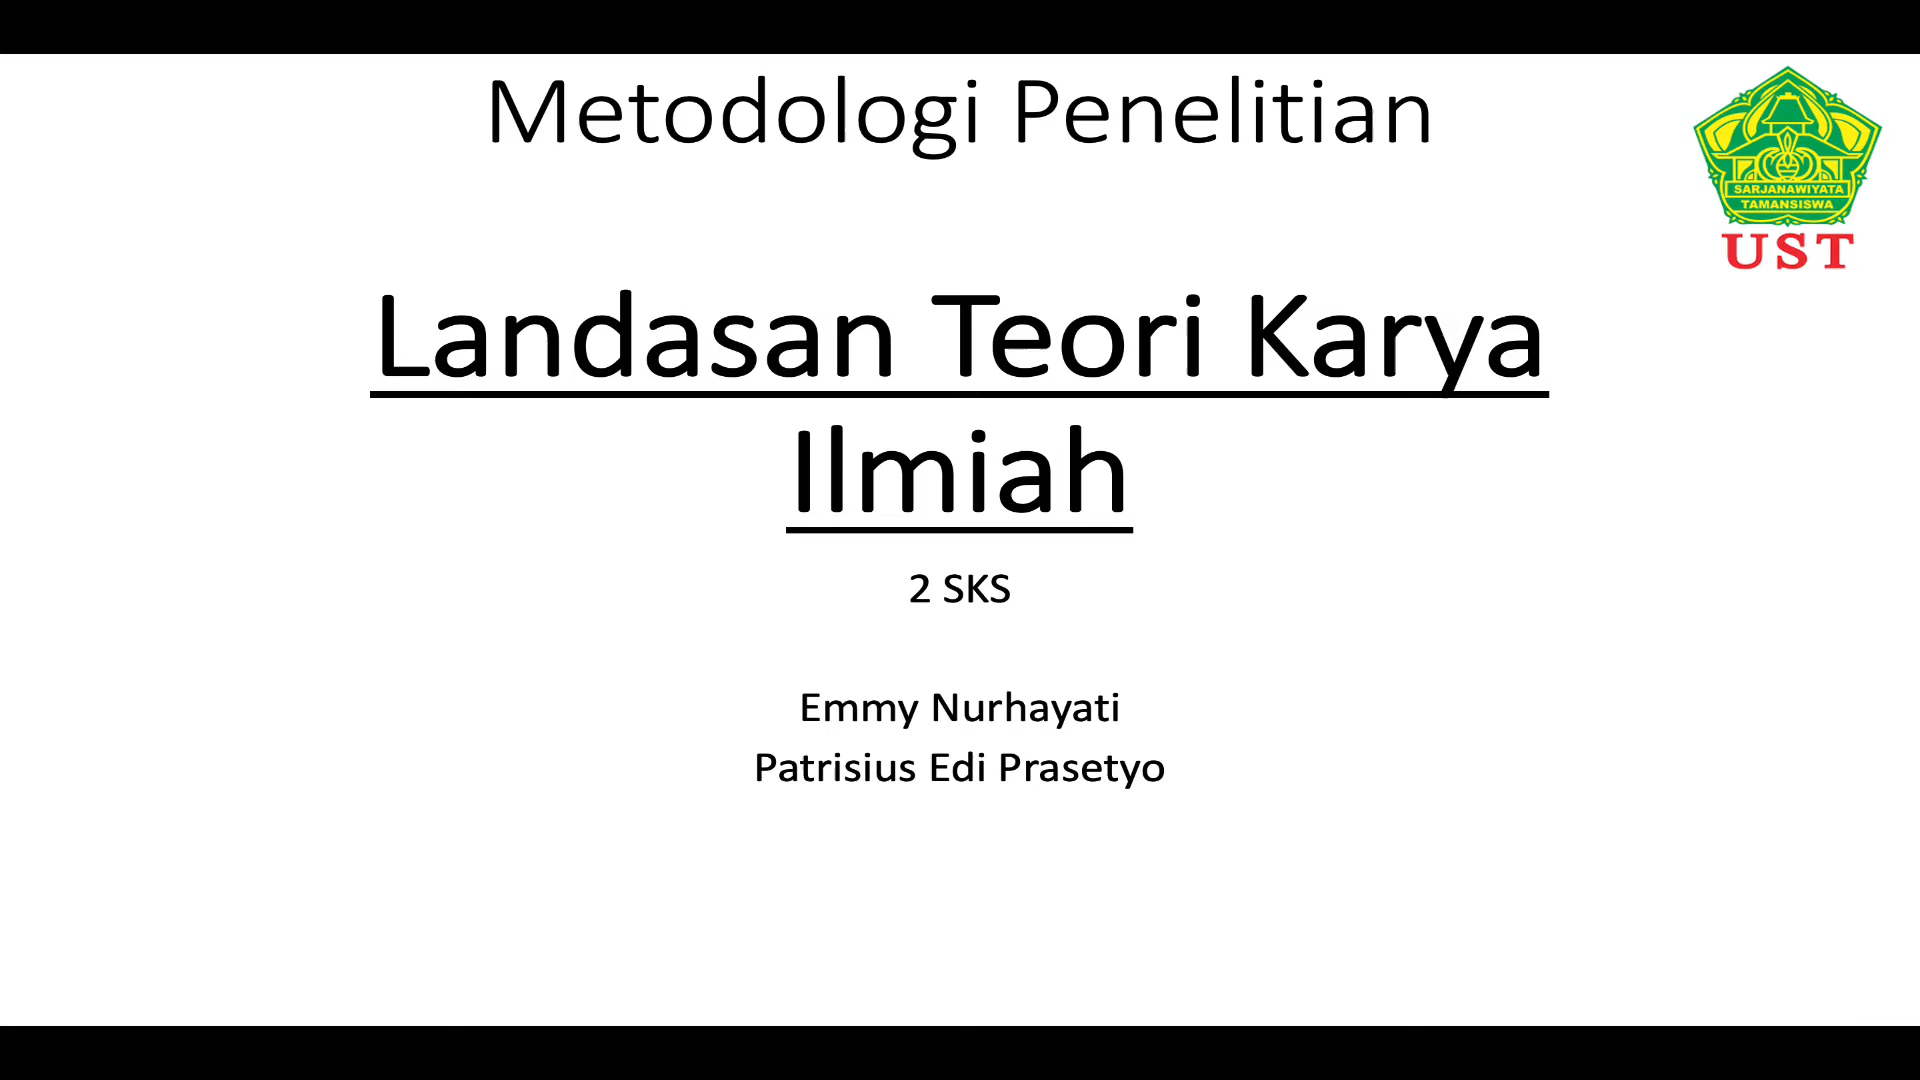 Metodologi Penelitian
SARJANAWIYATA
TAMANSISWA
UST
Landasan Teori Karya
Ilmiah
2 SKS
Emmy Nurhayati
Patrisius Edi Prasetyo